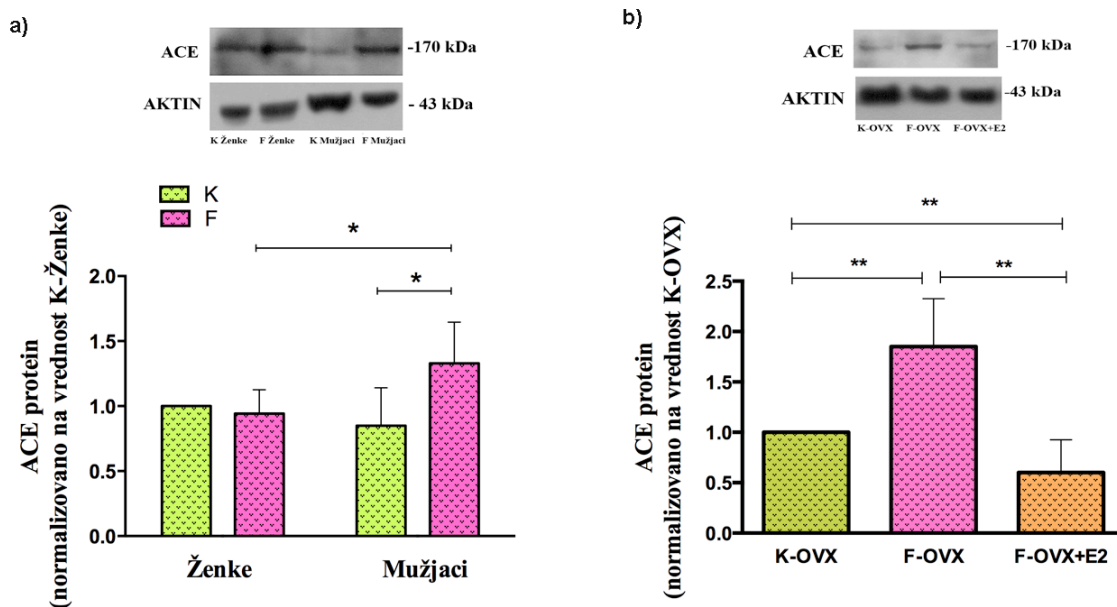 a)
ACE
-170 kDa
AKTIN
- 43 kDa
K Ženke F Ženke K Mužjaci F Mužjaci
K
F
*
*
ACE protein
(normalizovano na vrednost K-Ženke)
2.0
1.5
1.0
0.5
0.0
Ženke Mužjaci
b)
ACE
-170 kDa
AKTIN
-43 kDa
K-OVX F-OVX F-OVX+E2
**
** **
ACE protein
(normalizovano na vrednost K-OVX)
2.5
2.0
1.5
1.0
0.5
0.0
K-OVX F-OVX F-OVX+E2